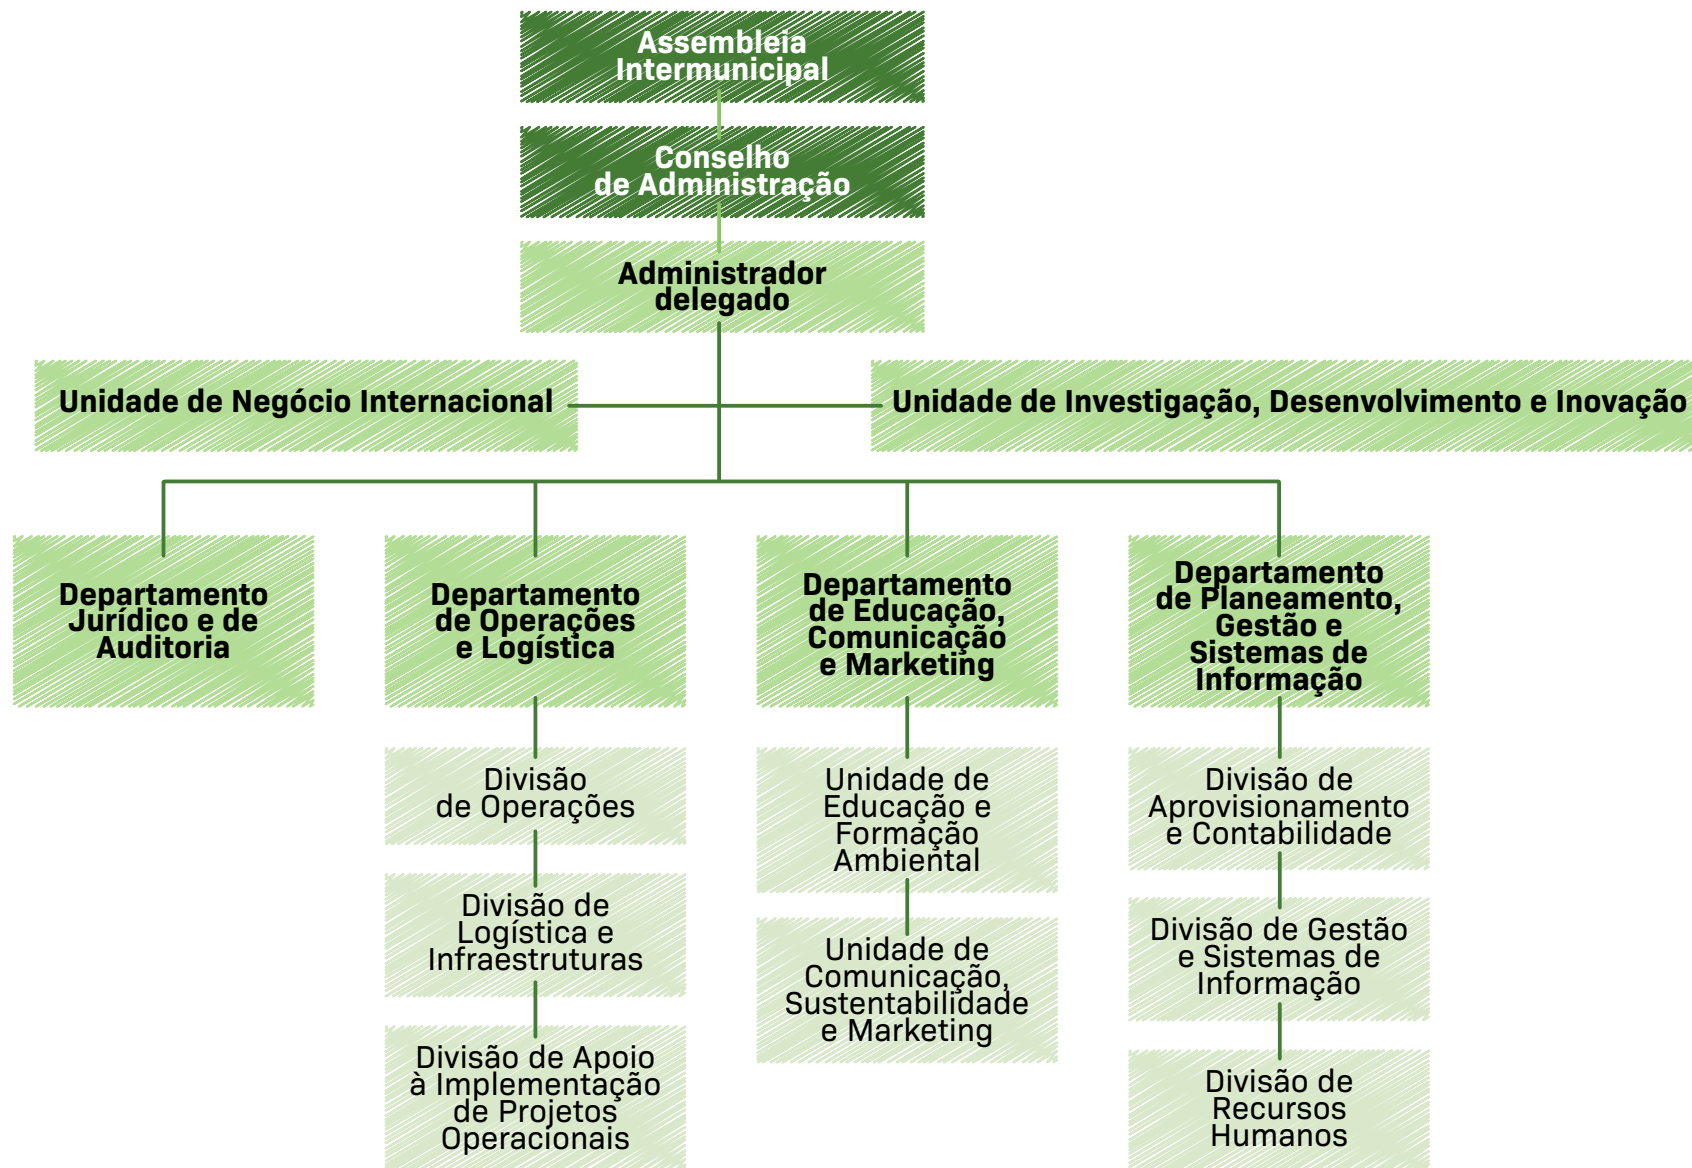 Assembleia
Intermunicipal
Conselho
de Administração
Administrador
delegado
Unidade de Negócio Internacional
Unidade de Investigação, Desenvolvimento e Inovação
Departamento
Jurídico e de
Auditoria
Departamento
de Operações
e Logística
Departamento
de Educação,
Comunicação
e Marketing
Departamento
de Planeamento,
Gestão e
Sistemas de
Informação
Divisão
de Operações
Divisão de
Logística e
Infraestruturas
Divisão de Apoio
à Implementação
de Projetos
Operacionais
Unidade de
Educação e
Formação
Ambiental
Unidade de
Comunicação,
Sustentabilidade
e Marketing
Divisão de
Aprovisionamento
e Contabilidade
Divisão de Gestão
e Sistemas de
Informação
Divisão de
Recursos
Humanos